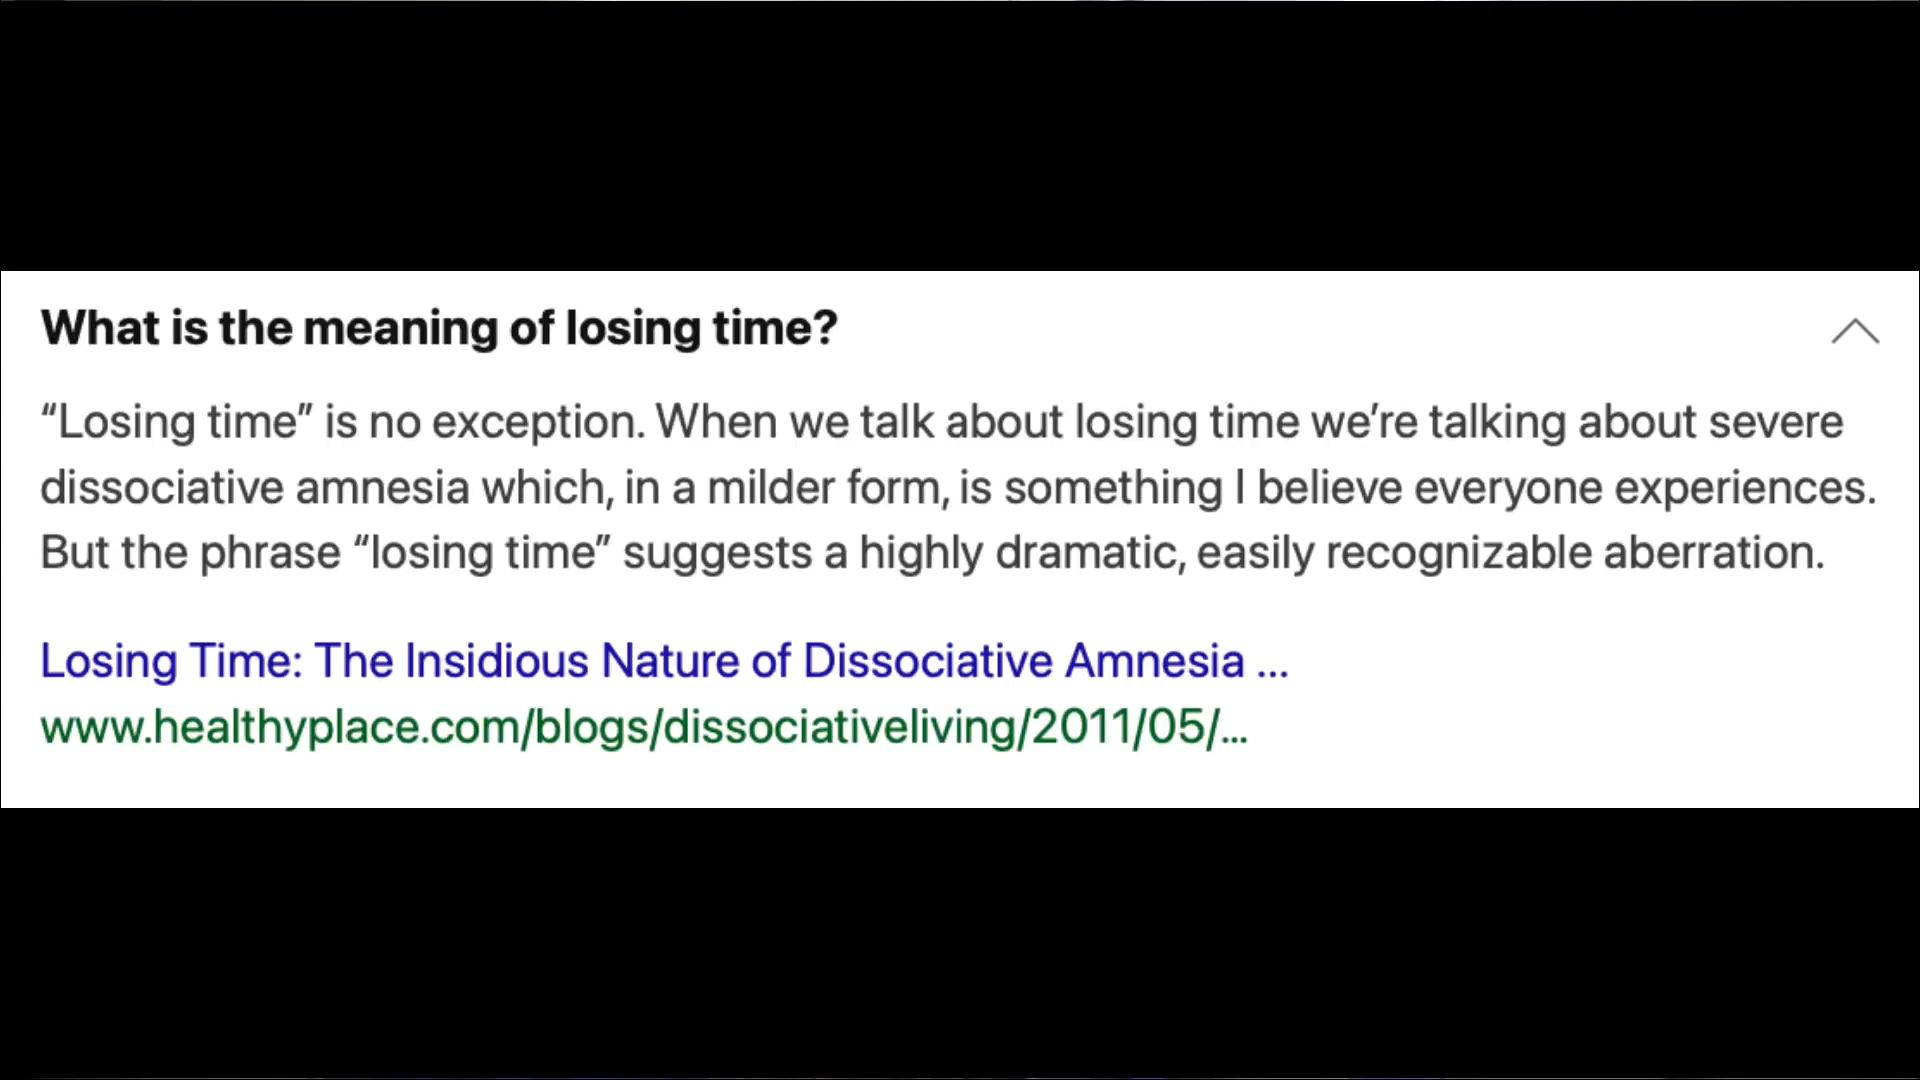 What is the meaning of losing time?
“Losing time” is no exception. When we talk about losing time we’re talking about severe
dissociative amnesia which, in a milder form, is something I believe everyone experiences.
But the phrase “losing time” suggests a highly dramatic, easily recognizable aberration.
Losing Time: The Insidious Nature of Dissociative Amnesia ...
www.healthyplace.com/blogs/dissociativeliving/2011/05/…